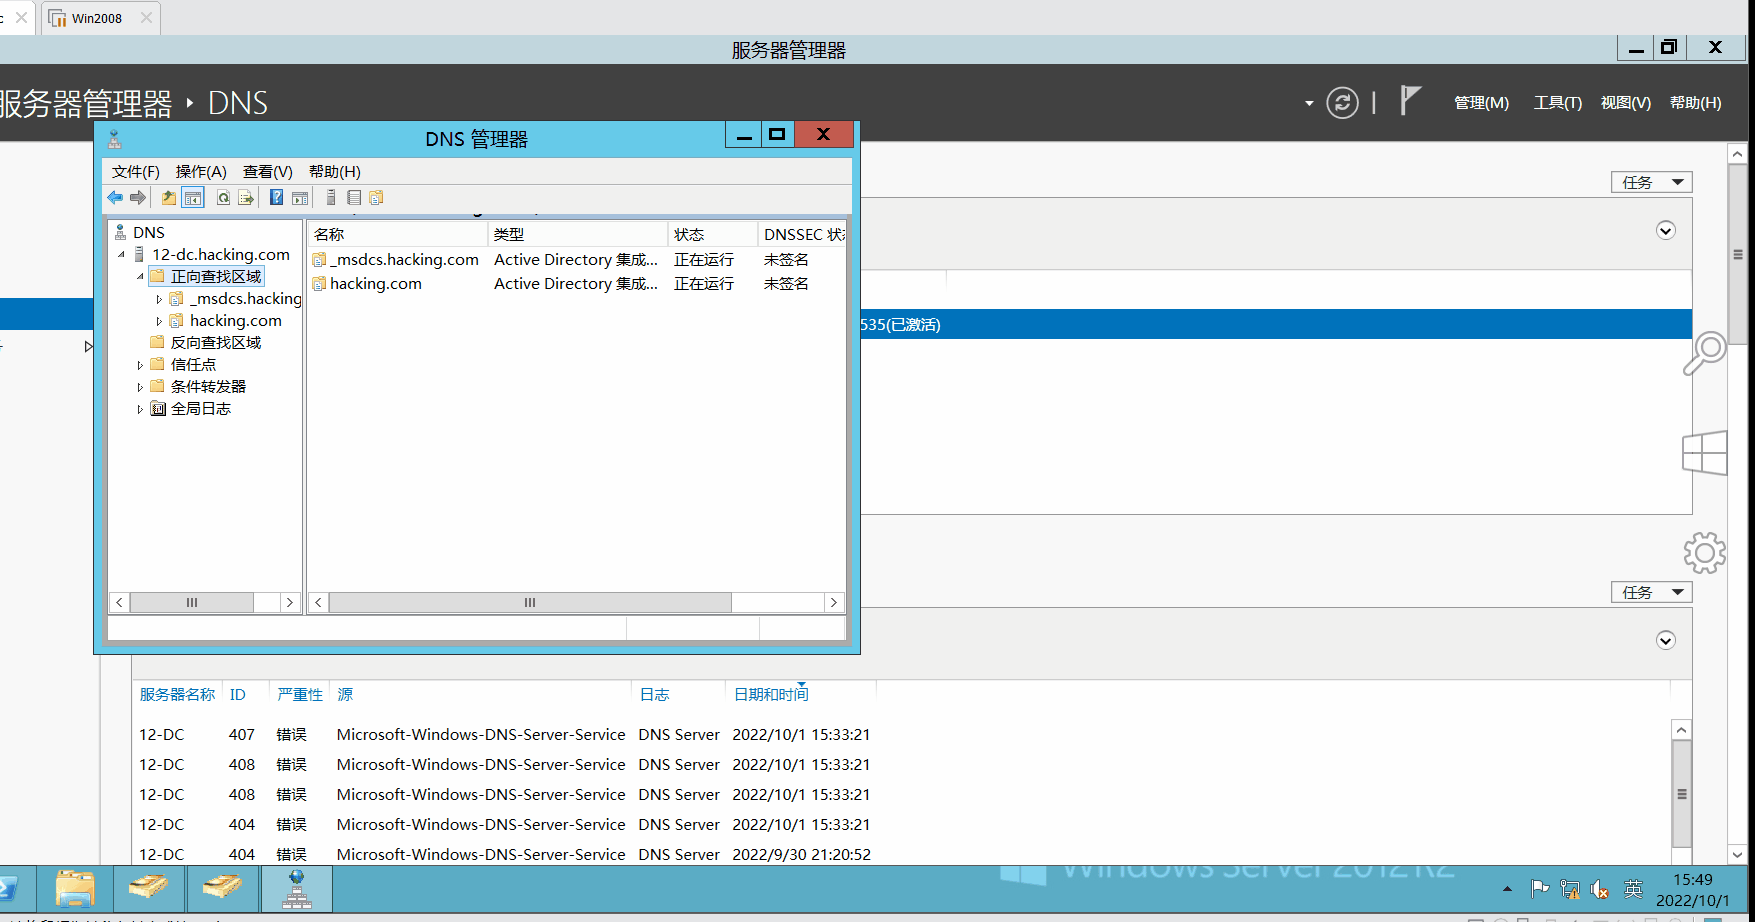 Win2008
服务器管理器
服务器管理器 DNS
管理(M) 工具(T) 视图(V) 帮助(H)
DNS 管理器
文件(F) 操作(A) 查看(V) 帮助(H)
任务
DNS
12-dc.hacking.com
正向查找区域
_msdcs.hacking
hacking.com
反向查找区域
信任点
条件转发器
全局日志
名称 类型 状态 DNSSEC 状
_msdcs.hacking.com Active Directory 集成... 正在运行 未签名
hacking.com Active Directory 集成... 正在运行 未签名
535(已激活)
任务
服务器名称 ID 严重性 源 日志 日期和时间
12-DC 407 错误 Microsoft-Windows-DNS-Server-Service DNS Server 2022/10/1 15:33:21
12-DC 408 错误 Microsoft-Windows-DNS-Server-Service DNS Server 2022/10/1 15:33:21
12-DC 408 错误 Microsoft-Windows-DNS-Server-Service DNS Server 2022/10/1 15:33:21
12-DC 404 错误 Microsoft-Windows-DNS-Server-Service DNS Server 2022/10/1 15:33:21
12-DC 404 错误 Microsoft-Windows-DNS-Server-Service DNS Server 2022/9/30 21:20:52
Windows Server 2012 R2
英
15:49
2022/10/1